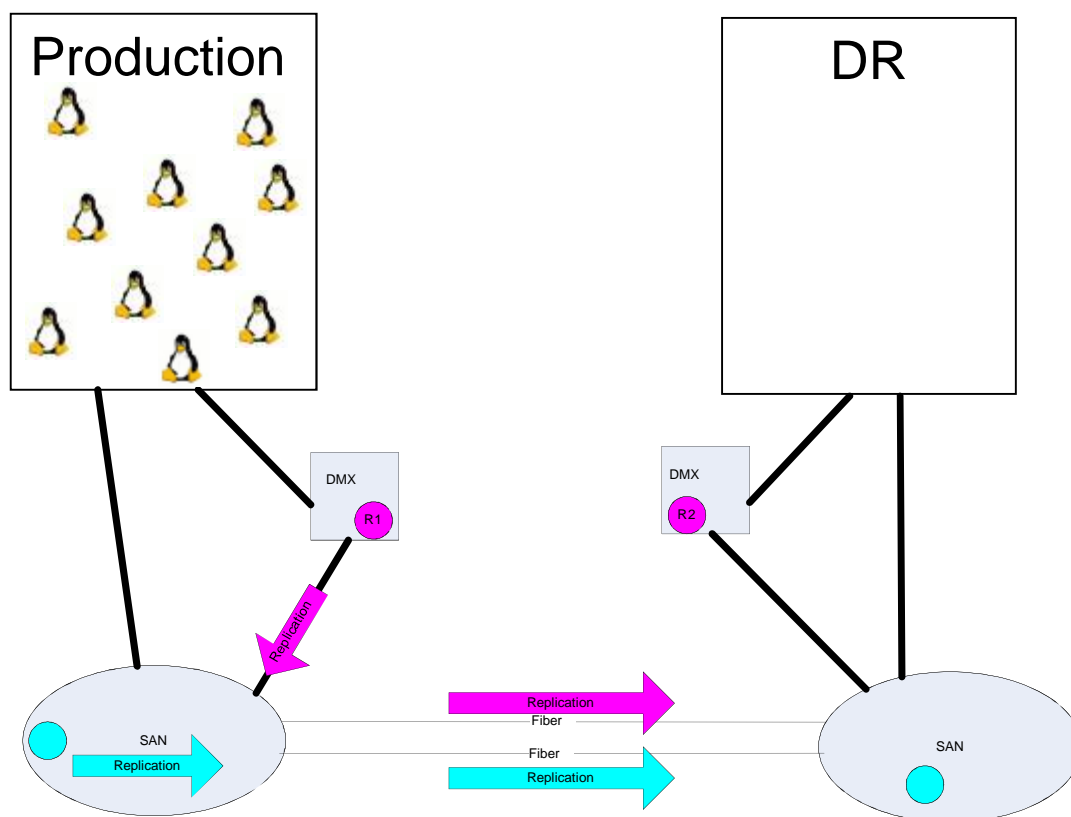 Production
DR
DMX
R1
DMX
R2
Replication
Replication
Fiber
SAN
Replication
Fiber
Replication
SAN